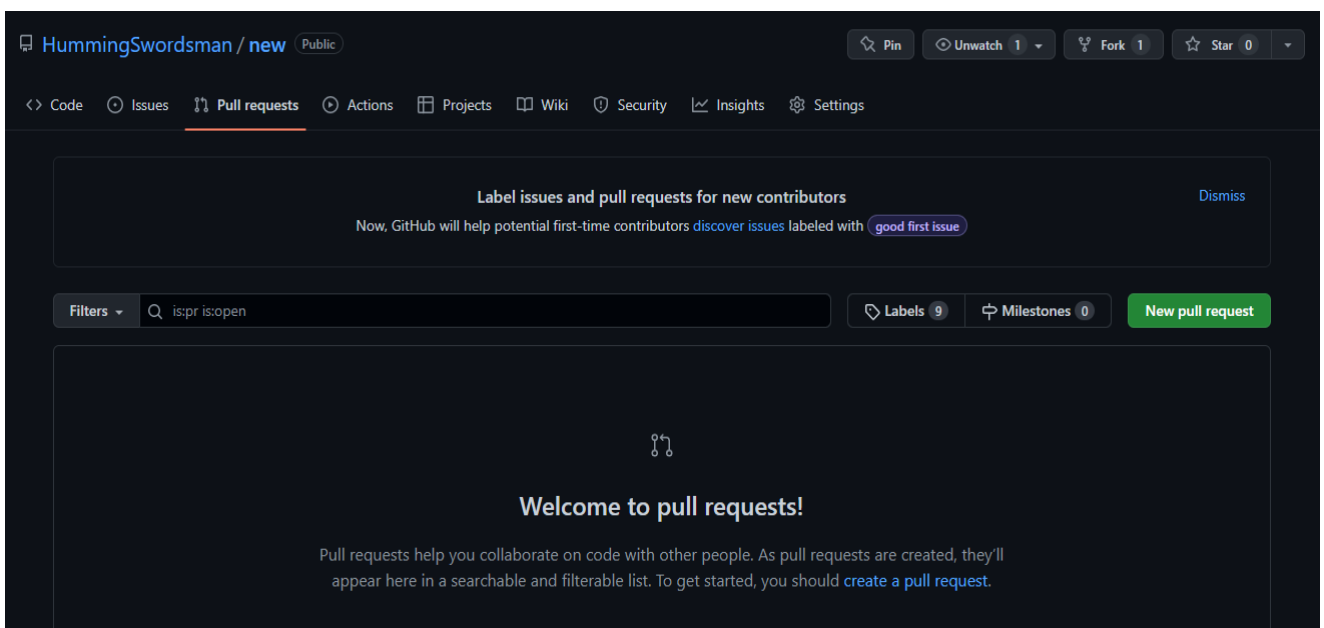 HummingSwordsman / new Public
Pin Unwatch 1 Fork 1 Star 0
Code Issues Pull requests Actions Projects Wiki Security Insights Settings
Label issues and pull requests for new contributors
Dismiss
Now, GitHub will help potential first-time contributors discover issues labeled with good first issue
Filters is:pr is:open Labels 9 Milestones 0 New pull request
Welcome to pull requests!
Pull requests help you collaborate on code with other people. As pull requests are created, they’ll
appear here in a searchable and filterable list. To get started, you should create a pull request.